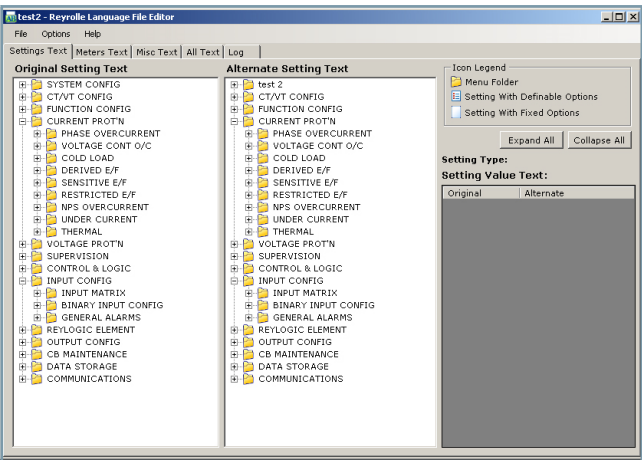 test2 - Reyrolle Language File Editor
File Options Help
Settings Text Meters Text Misc Text All Text Log
Original Setting Text
SYSTEM CONFIG
CT/VT CONFIG
FUNCTION CONFIG
CURRENT PROT'N
PHASE OVERCURRENT
VOLTAGE CONT O/C
COLD LOAD
DERIVED E/F
SENSITIVE E/F
RESTRICTED E/F
NPS OVERCURRENT
UNDER CURRENT
THERMAL
VOLTAGE PROT'N
SUPERVISION
CONTROL & LOGIC
INPUT CONFIG
INPUT MATRIX
BINARY INPUT CONFIG
GENERAL ALARMS
REYLOGIC ELEMENT
OUTPUT CONFIG
CB MAINTENANCE
DATA STORAGE
COMMUNICATIONS
Alternate Setting Text
test 2
CT/VT CONFIG
FUNCTION CONFIG
CURRENT PROT'N
PHASE OVERCURRENT
VOLTAGE CONT O/C
COLD LOAD
DERIVED E/F
SENSITIVE E/F
RESTRICTED E/F
NPS OVERCURRENT
UNDER CURRENT
THERMAL
VOLTAGE PROT'N
SUPERVISION
CONTROL & LOGIC
INPUT CONFIG
INPUT MATRIX
BINARY INPUT CONFIG
GENERAL ALARMS
REYLOGIC ELEMENT
OUTPUT CONFIG
CB MAINTENANCE
DATA STORAGE
COMMUNICATIONS
Icon Legend
Menu Folder
Setting With Definable Options
Setting With Fixed Options
Expand All Collapse All
Setting Type:
Setting Value Text:
Original Alternate